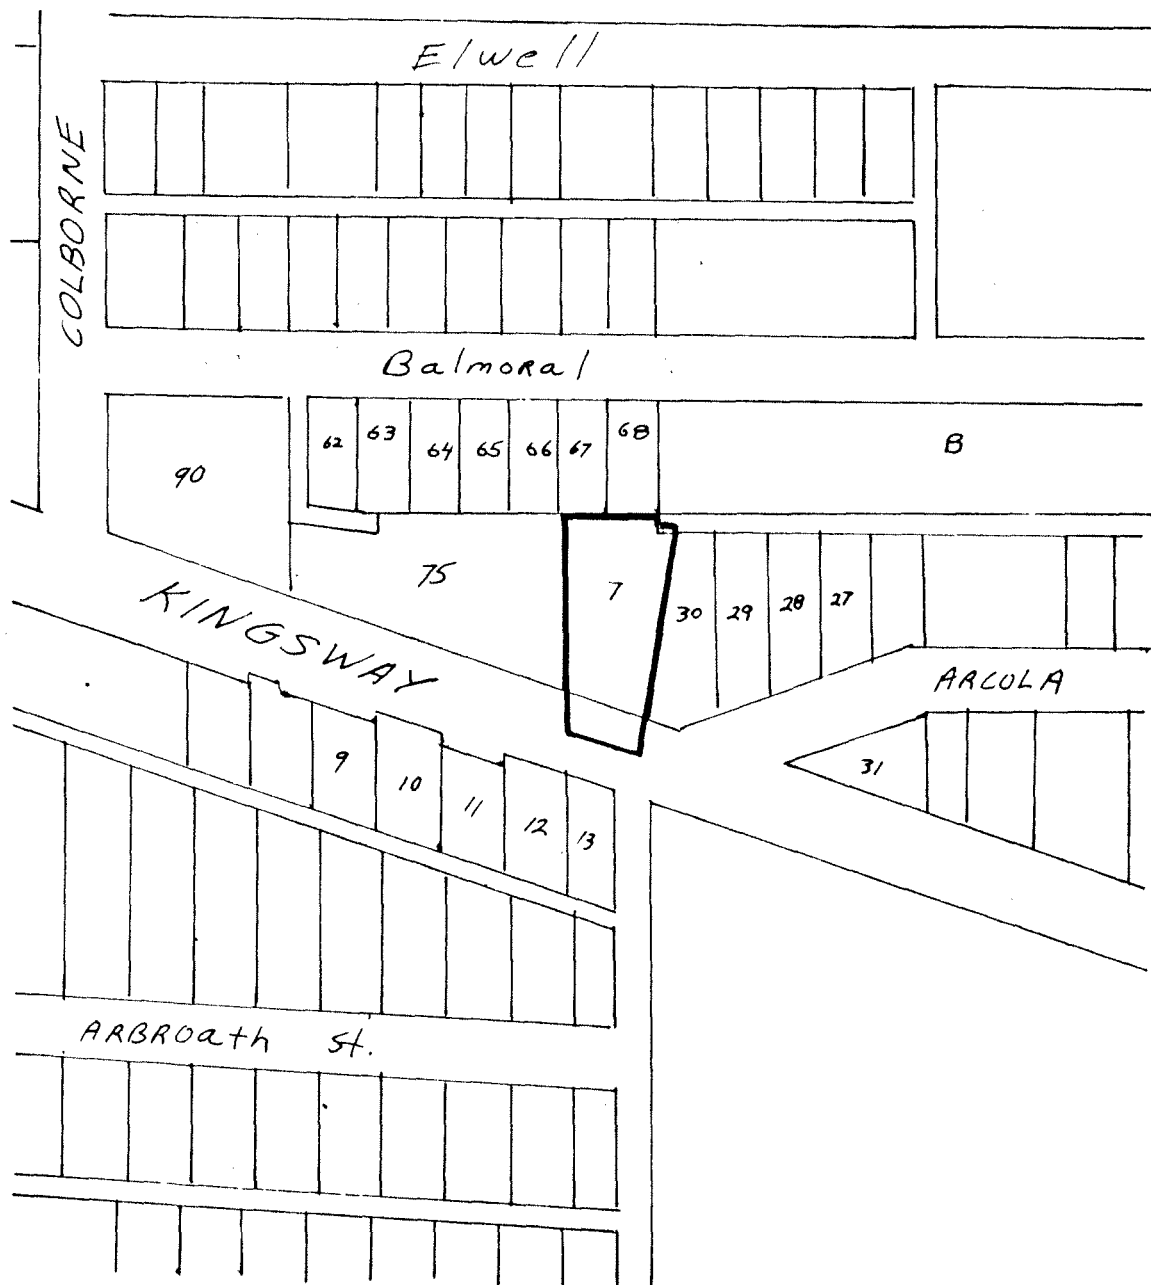 Elwell
COLBORNE
Balmoral
62 63 64 65 66 67 68 B
90
75 7 30 29 28 27
KINGSWAY
ARCOLA
9 10 11 12 13 31
ARBROath St.